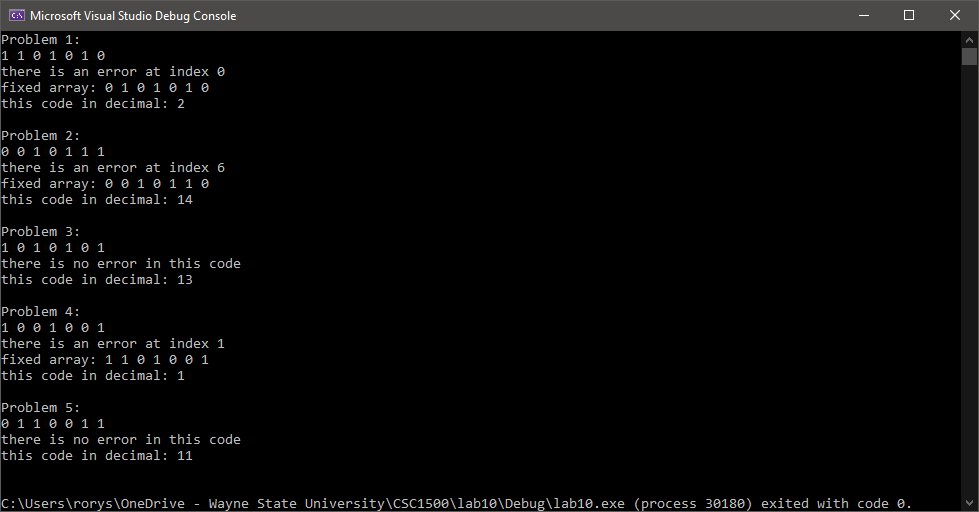 Microsoft Visual Studio Debug Console
Problem 1:
1 1 0 1 0 1 0
there is an error at index 0
fixed array: 0 1 0 1 0 1 0
this code in decimal: 2
Problem 2:
0 0 1 0 1 1 1
there is an error at index 6
fixed array: 0 0 1 0 1 1 0
this code in decimal: 14
Problem 3:
1 0 1 0 1 0 1
there is no error in this code
this code in decimal: 13
Problem 4:
1 0 0 1 0 0 1
there is an error at index 1
fixed array: 1 1 0 1 0 0 1
this code in decimal: 1
Problem 5:
0 1 1 0 0 1 1
there is no error in this code
this code in decimal: 11
C:\Users\rorys\OneDrive - Wayne State University\CSC1500\lab10\Debug\lab10.exe (process 30180) exited with code 0.